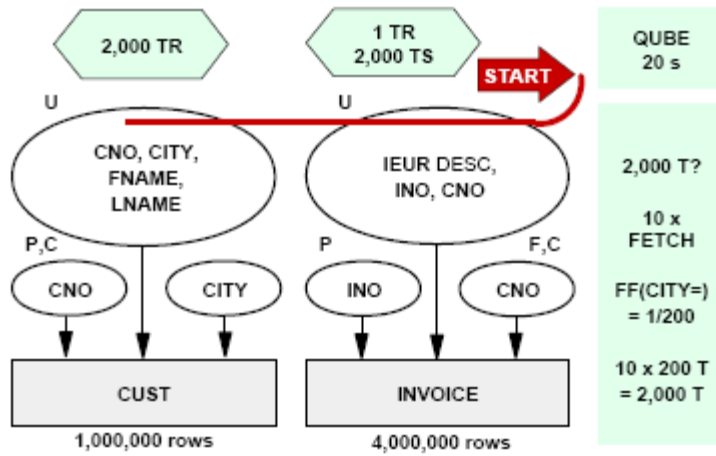 2,000 TR
1 TR
2,000 TS
START
QUBE
20 s
U
U
CNO, CITY,
FNAME,
LNAME
IEUR DESC,
INO, CNO
2,000 T?
10 x
FETCH
FF(CITY=)
= 1/200
10 x 200 T
= 2,000 T
P,C
P
F,C
CNO
CITY
INO
CNO
CUST
INVOICE
1,000,000 rows
4,000,000 rows